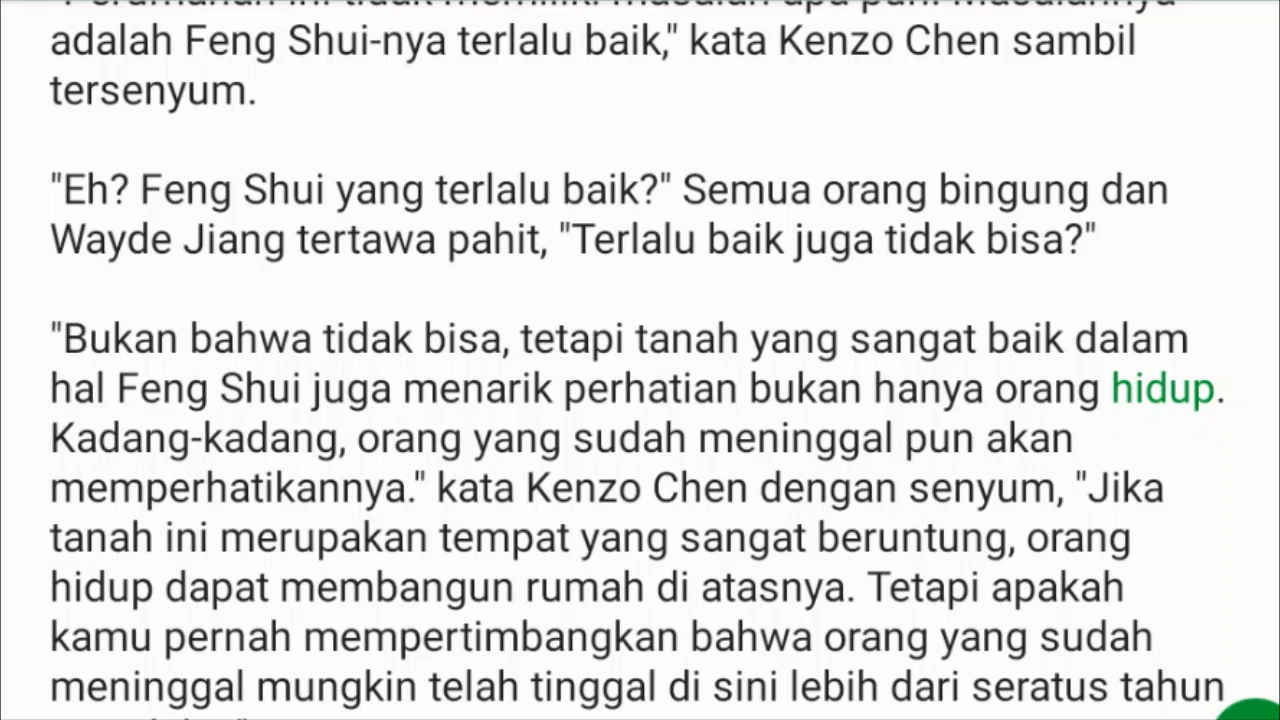 adalah Feng Shui-nya terlalu baik," kata Kenzo Chen sambil
tersenyum.
"Eh? Feng Shui yang terlalu baik?" Semua orang bingung dan
Wayde Jiang tertawa pahit, "Terlalu baik juga tidak bisa?"
"Bukan bahwa tidak bisa, tetapi tanah yang sangat baik dalam
hal Feng Shui juga menarik perhatian bukan hanya orang hidup.
Kadang-kadang, orang yang sudah meninggal pun akan
memperhatikannya." kata Kenzo Chen dengan senyum, "Jika
tanah ini merupakan tempat yang sangat beruntung, orang
hidup dapat membangun rumah di atasnya. Tetapi apakah
kamu pernah mempertimbangkan bahwa orang yang sudah
meninggal mungkin telah tinggal di sini lebih dari seratus tahun